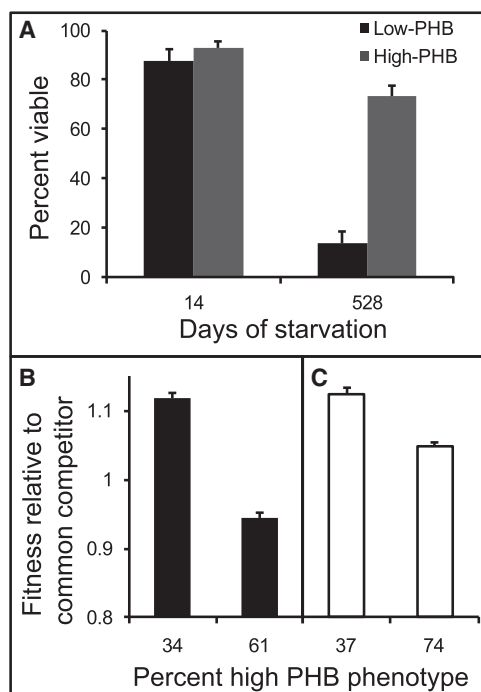 A
Low-PHB
High-PHB
Percent viable
100
80
60
40
20
0
14 528
Days of starvation
B
C
Fitness relative to
common competitor
1.1
1
0.9
0.8
34 61 37 74
Percent high PHB phenotype